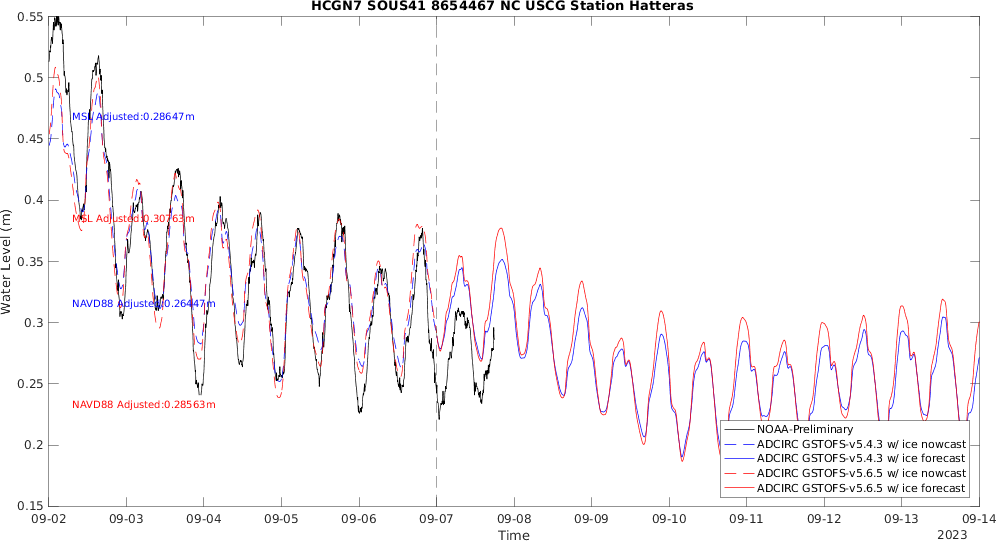 HCGN7 SOUS41 8654467 NC USCG Station Hatteras
0.55
0.5
0.45
0.4
0.35
0.3
0.25
0.2
0.15
Water Level (m)
MSL Adjusted:0.28647m
MSL Adjusted:0.30763m
NAVD88 Adjusted:0.26447m
NAVD88 Adjusted:0.28563m
NOAA-Preliminary
ADCIRC GSTOFS-v5.4.3 w/ ice nowcast
ADCIRC GSTOFS-v5.4.3 w/ ice forecast
ADCIRC GSTOFS-v5.6.5 w/ ice nowcast
ADCIRC GSTOFS-v5.6.5 w/ ice forecast
09-02 09-03 09-04 09-05 09-06 09-07 09-08 09-09 09-10 09-11 09-12 09-13 09-14
Time
2023